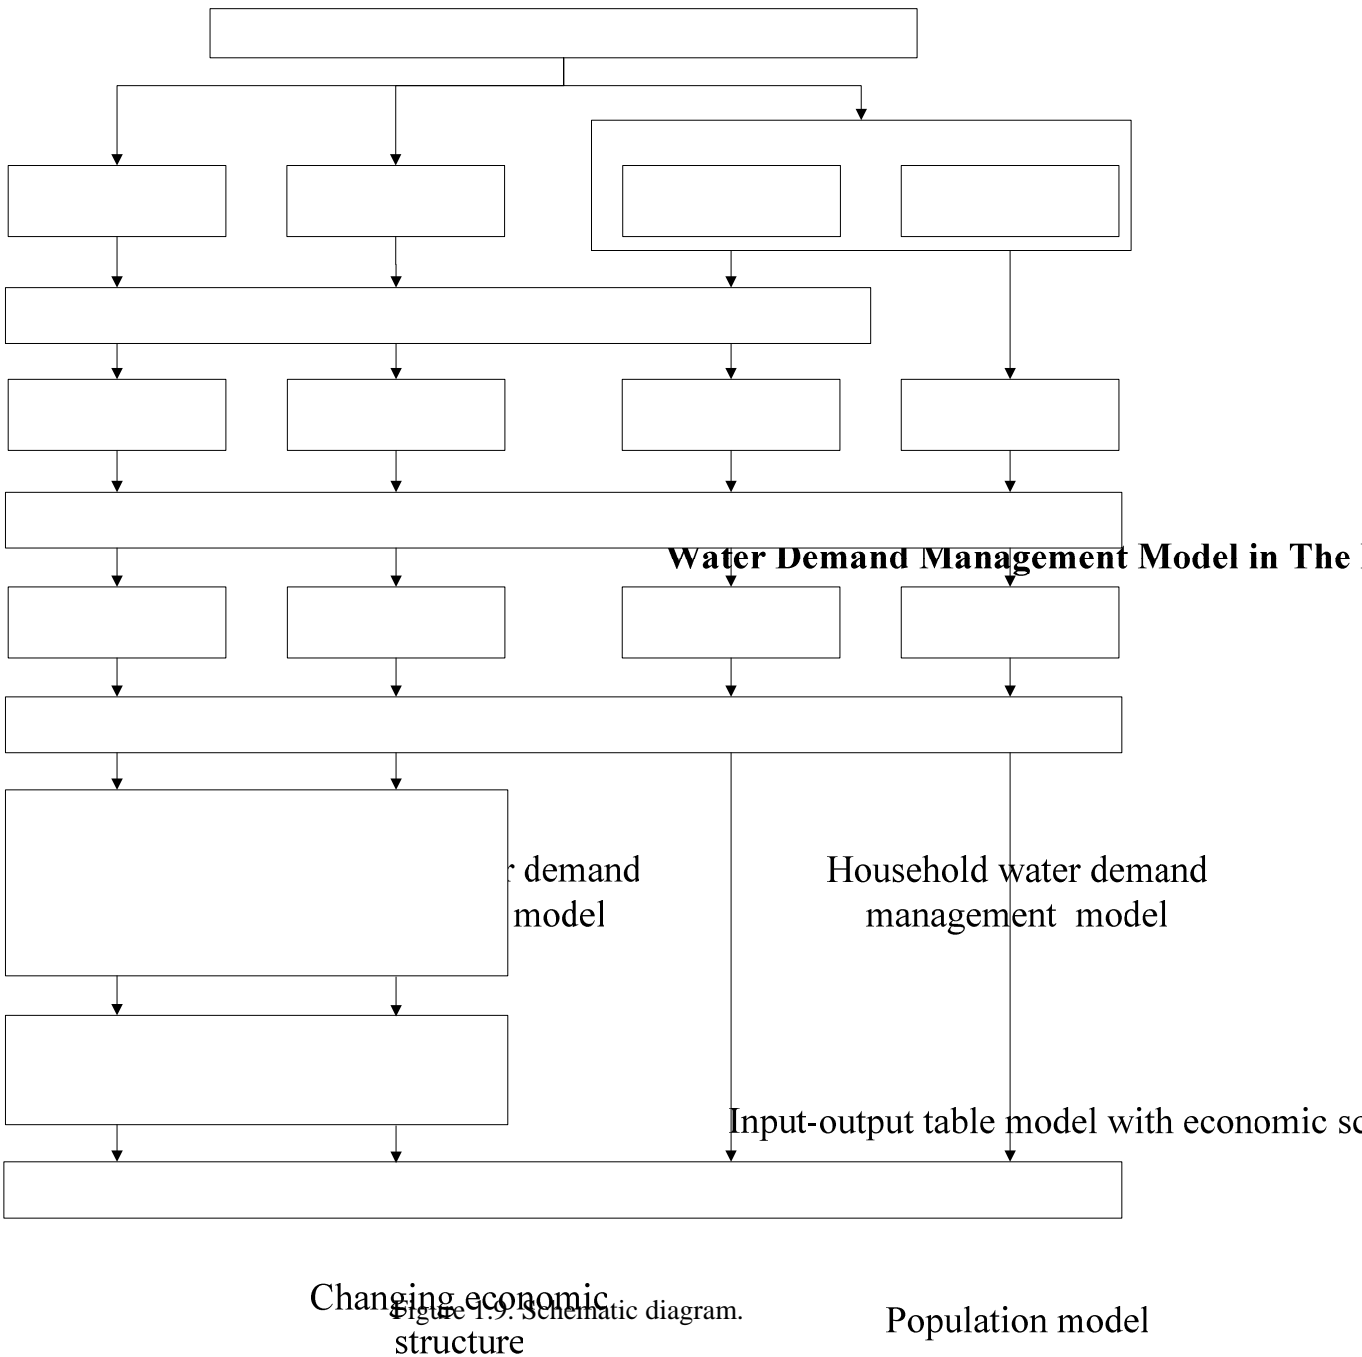 Water Demand Management Model in The
demand
model
Household water demand
management model
Input-output table model with economic
Changing economic
structure
Figure 1.9. Schematic diagram.
Population model